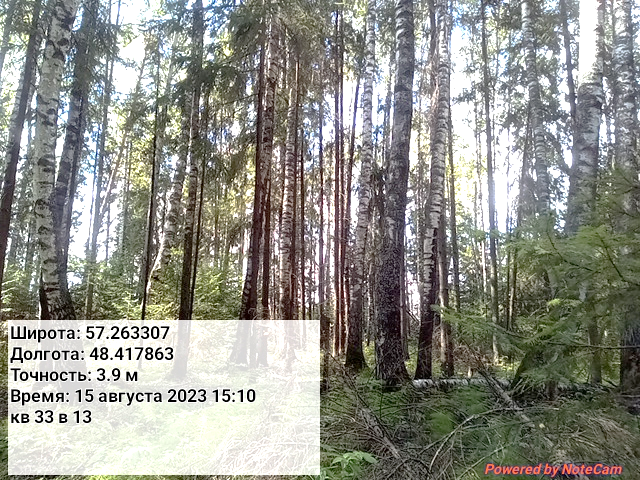 Широта: 57.263307
Долгота: 48.417863
Точность: 3.9 м
Время: 15 августа 2023 15:10
кв 33 в 13
Powered by NoteCam